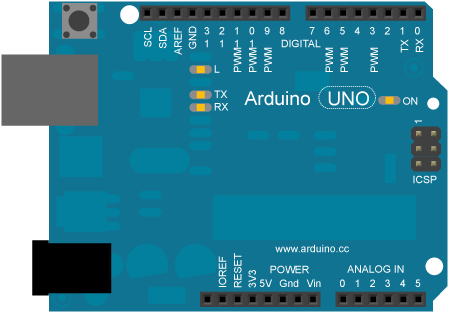 SCL SDA AREF GND 13 12 PWM 11 PWM 10 PWM 9 8 7 PWM 6 PWM 5 4 PWM 3 2 TX 1 RX 0
DIGITAL
L
TX
RX
Arduino UNO
ON
1
ICSP
www.arduino.cc
POWER
ANALOG IN
IOREF RESET 3V3 5V Gnd Vin 0 1 2 3 4 5